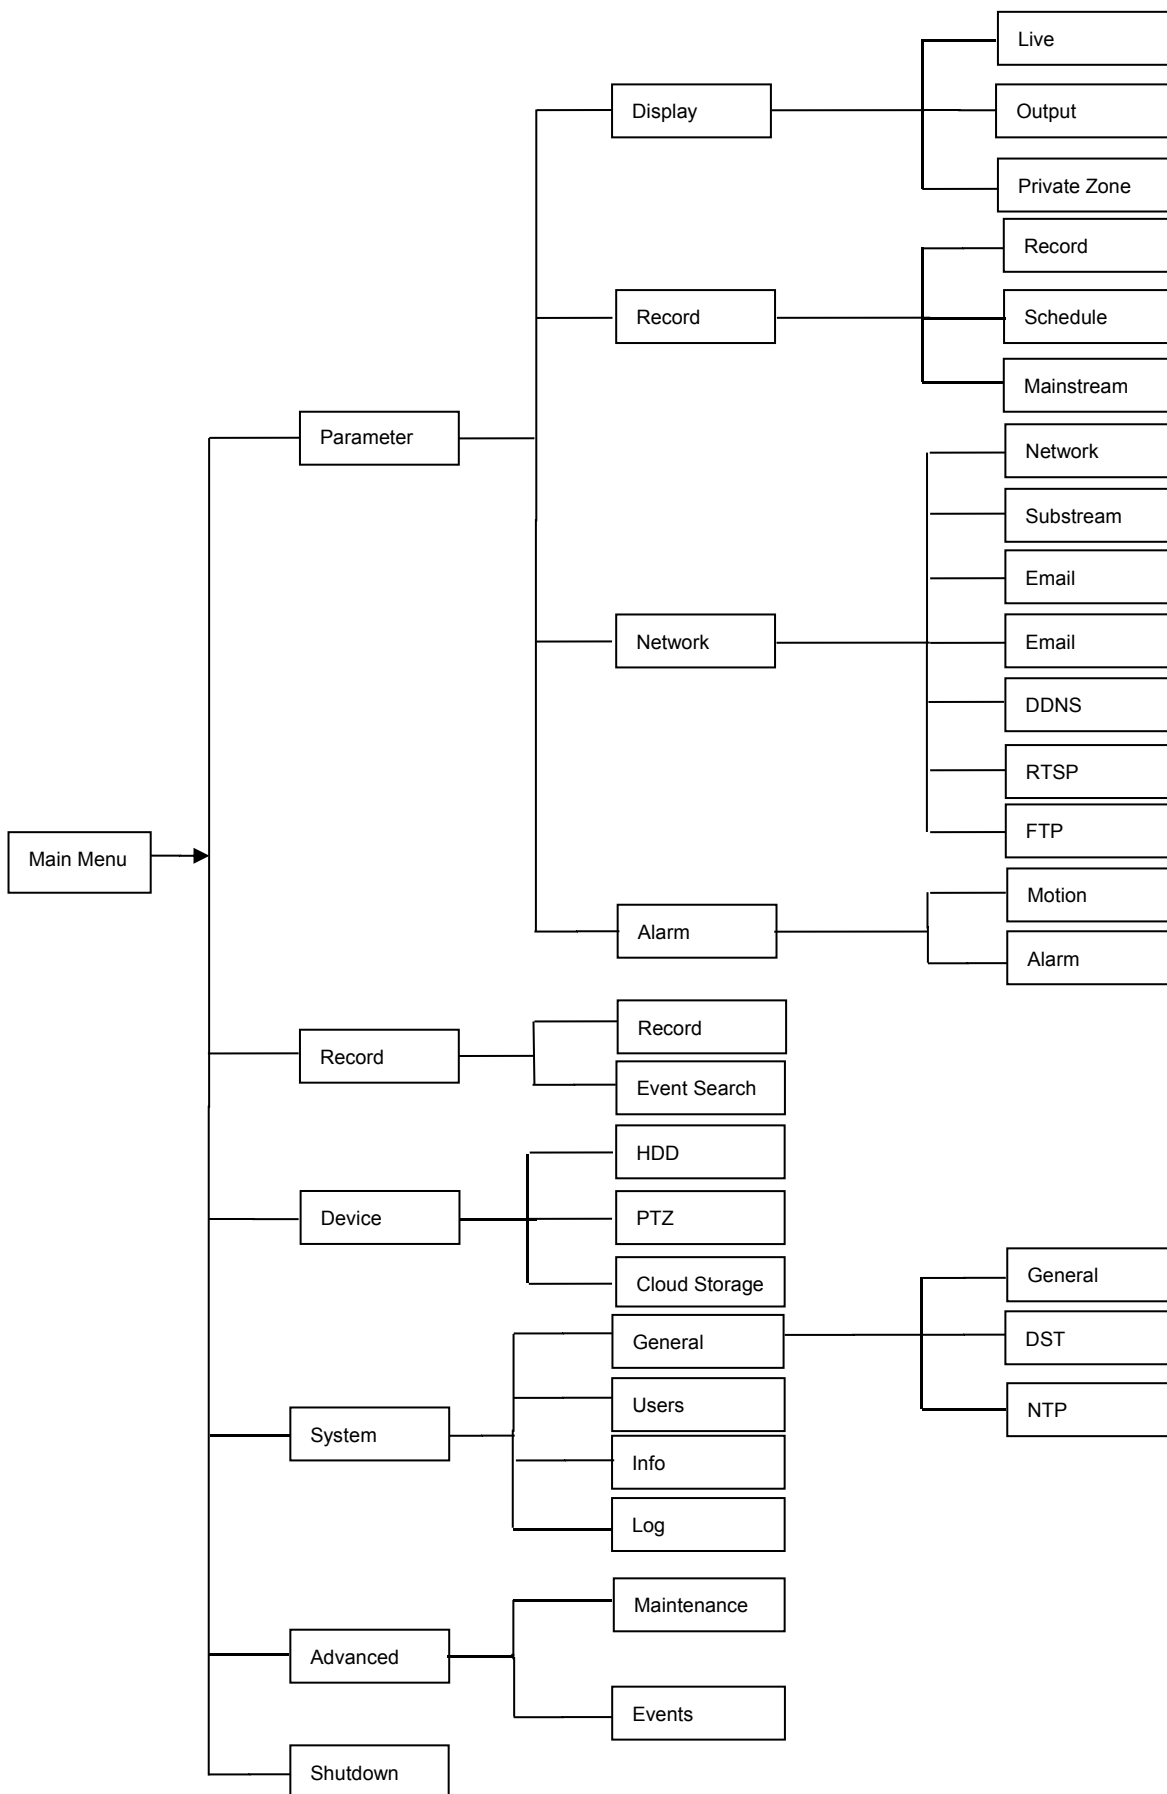 Live
Display
Output
Private Zone
Record
Record
Schedule
Mainstream
Parameter
Network
Substream
Email
Network
Email
DDNS
RTSP
FTP
Main Menu
Motion
Alarm
Alarm
Record
Record
Event Search
HDD
Device
PTZ
Cloud Storage
General
General
DST
Users
NTP
System
Info
Log
Maintenance
Advanced
Events
Shutdown